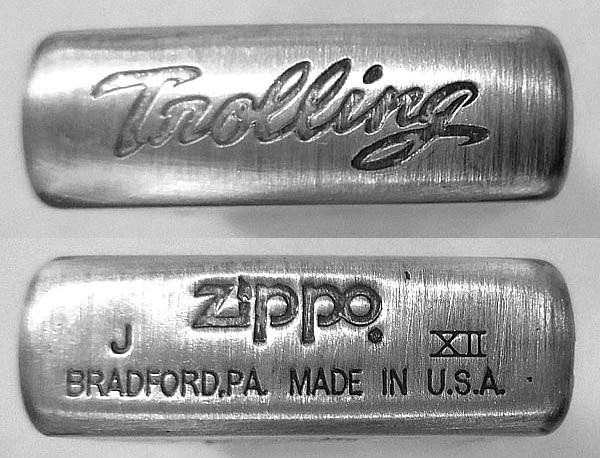 Trolling
zippo
J XII
BRADFORD,PA. MADE IN U.S.A.